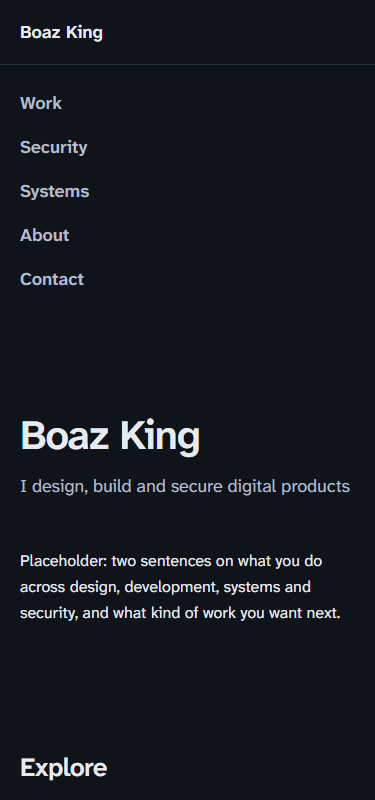 Boaz King
Work
Security
Systems
About
Contact
Boaz King
I design, build and secure digital products
Placeholder: two sentences on what you do
across design, development, systems and
security, and what kind of work you want next.
Explore